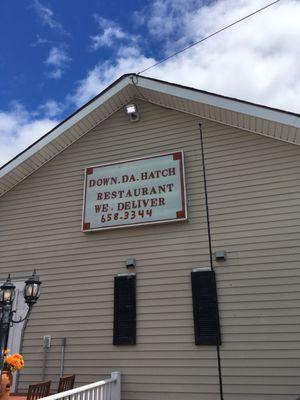 DOWN.DA.HATCH
RESTAURANT
WE. DELIVER
658-3344